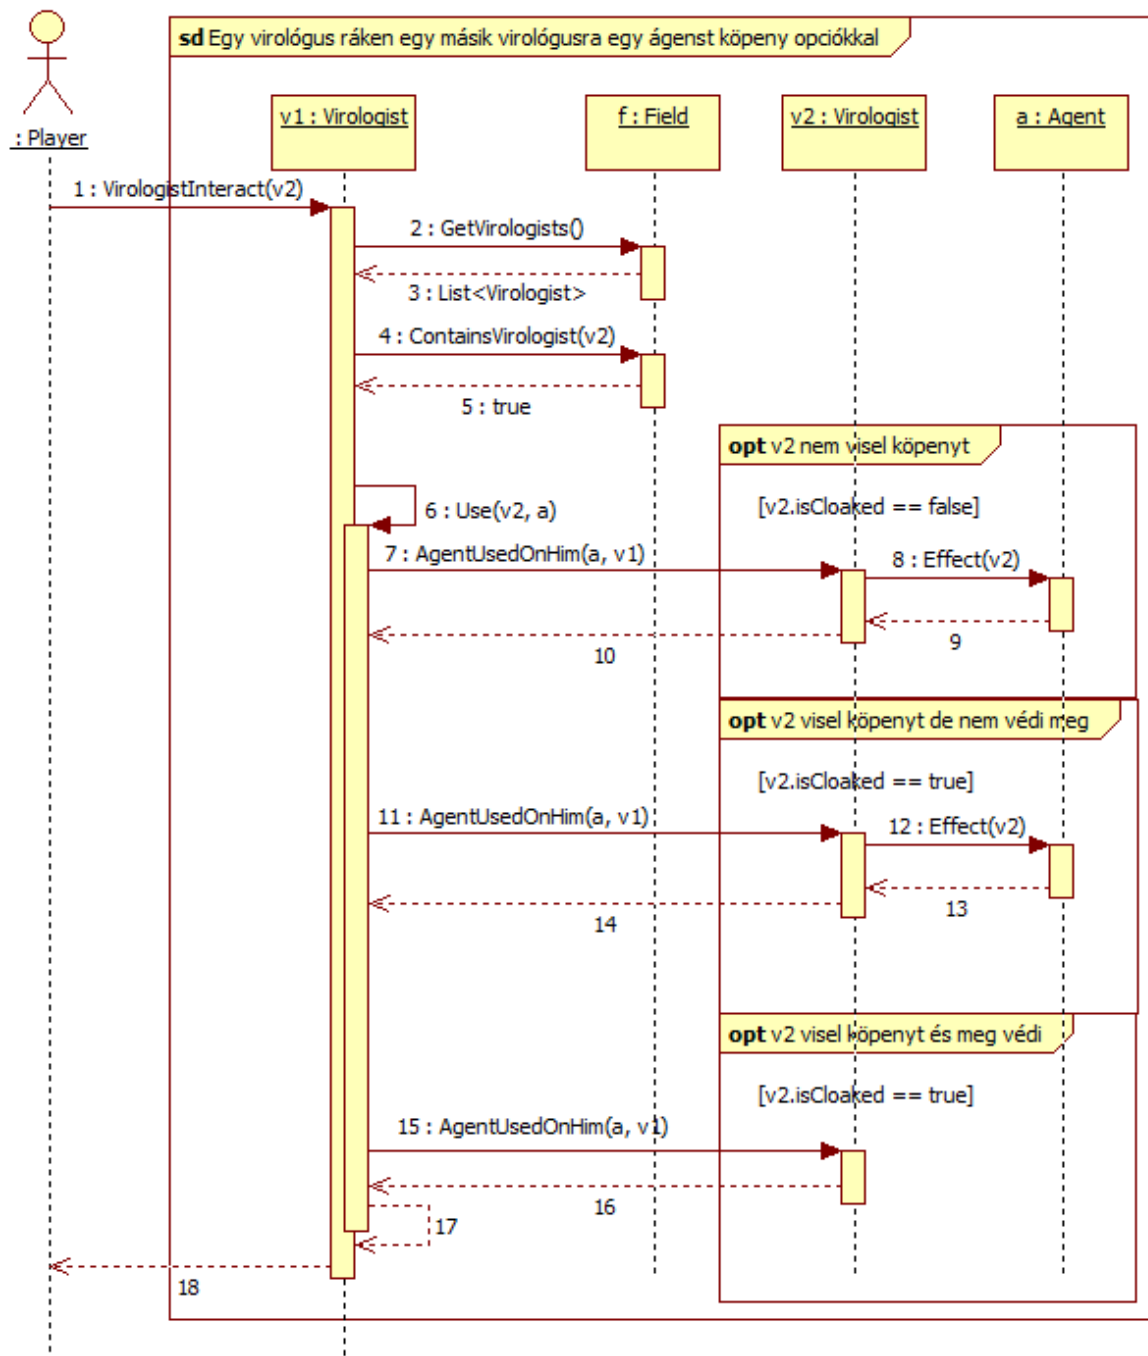 sd Egy virológus ráken egy másik virológusra egy ágenst köpeny opciókkal
: Player
v1 : Virologist
f : Field
v2 : Virologist
a : Agent
1 : VirologistInteract(v2)
2 : GetVirologists()
3 : List<Virologist>
4 : ContainsVirologist(v2)
5 : true
opt v2 nem visel köpenyt
[v2.isCloaked == false]
6 : Use(v2, a)
7 : AgentUsedOnHim(a, v1)
8 : Effect(v2)
9
10
opt v2 visel köpenyt de nem védi meg
[v2.isCloaked == true]
11 : AgentUsedOnHim(a, v1)
12 : Effect(v2)
13
14
opt v2 visel köpenyt és meg védi
[v2.isCloaked == true]
15 : AgentUsedOnHim(a, v1)
16
17
18